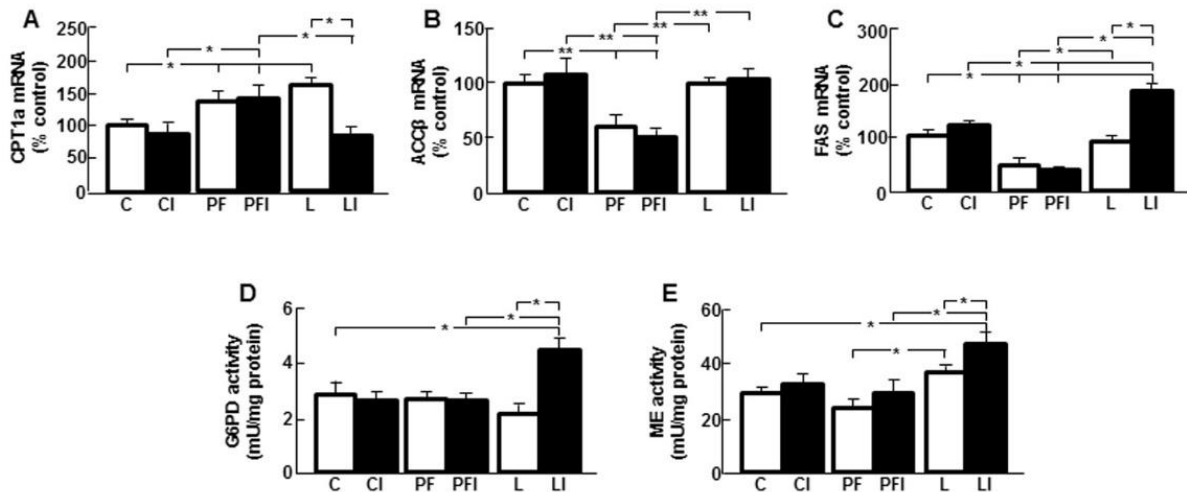 A
CPT1a mRNA
(% control)
250
200
150
100
50
0
* * * * *
C CI PF PFI L LI
B
ACCβ mRNA
(% control)
150
100
50
0
** ** ** ** **
C CI PF PFI L LI
C
FAS mRNA
(% control)
300
200
100
0
* * * * *
C CI PF PFI L LI
D
G6PD activity
(mU/mg protein)
6
4
2
0
* * *
C CI PF PFI L LI
E
ME activity
(mU/mg protein)
60
40
20
0
* * * *
C CI PF PFI L LI